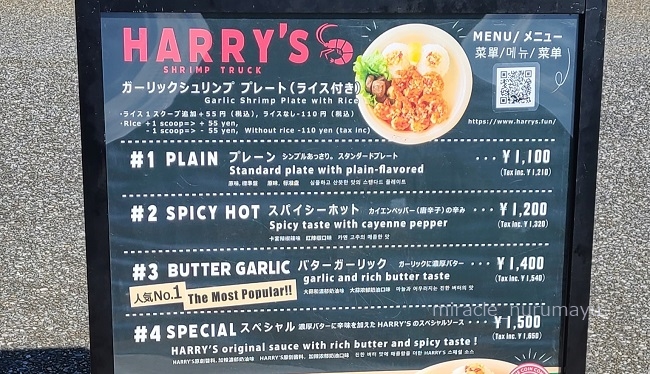 HARRY'S
SHRIMP TRUCK
MENU/メニュー
菜單/메뉴/菜单
https://www.harrys.fun/
ガーリックシュリンプ プレート(ライス付き)
Garlic Shrimp Plate with Rice
・ライス1スクープ追加+55円(税込)、ライスなし-110円(税込)
・Rice + 1 scoop=> + 55 yen,
- 1 scoop=> - 55 yen, Without rice -110 yen (tax inc)
#1 PLAIN プレーン シンプルあっさり。スタンダードプレート ・・・¥1,100
Standard plate with plain-flavored (Tax inc. ¥1,210)
#2 SPICY HOT スパイシーホット カイエンペッパー(唐辛子)の辛み ・・・¥1,200
Spicy taste with cayenne pepper (Tax inc. ¥1,320)
#3 BUTTER GARLIC バターガーリック ガーリックに濃厚バター ・・・¥1,400
garlic and rich butter taste (Tax inc. ¥1,540)
人気No.1 The Most Popular!!
miracle_nurumayu
#4 SPECIAL スペシャル 濃厚バターに辛味を加えたHARRY'Sのスペシャルソース ・・・¥1,500
HARRY'S original sauce with rich butter and spicy taste ! (Tax inc. ¥1,650)